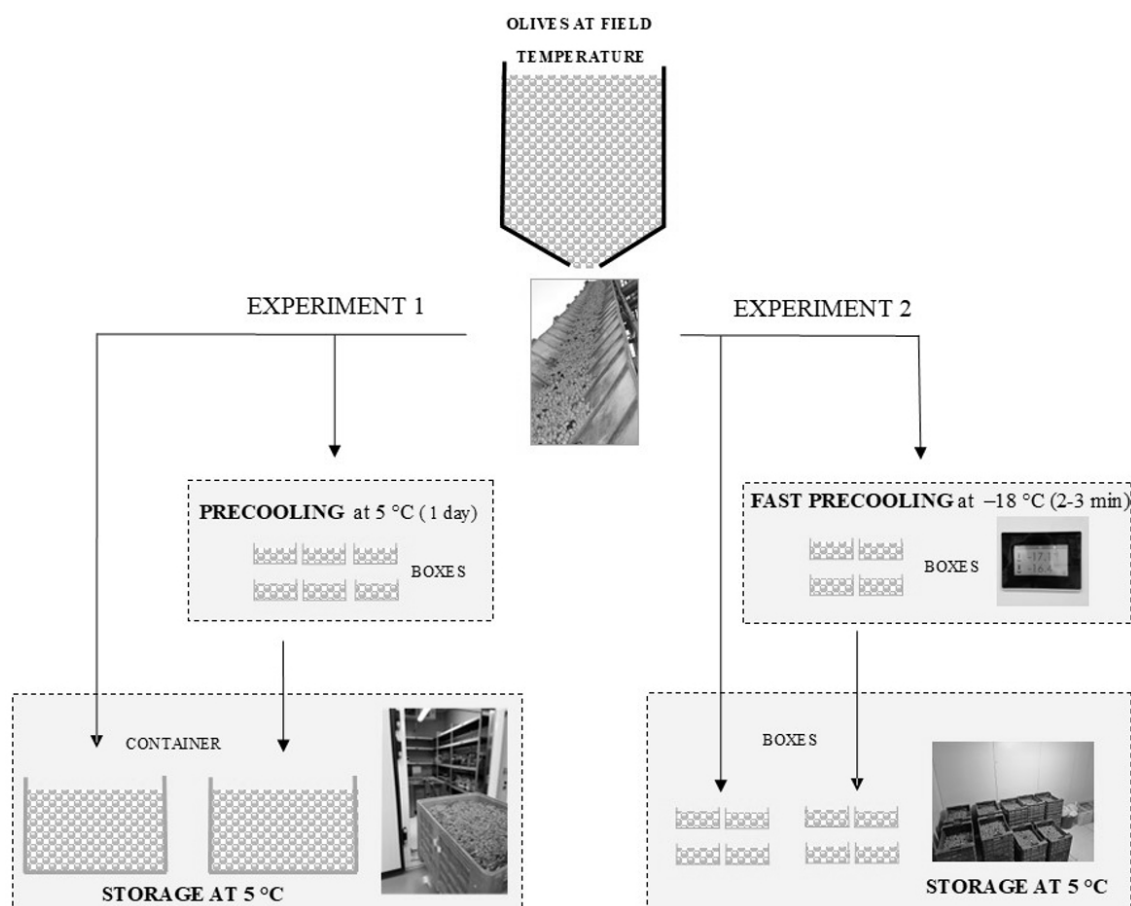 OLIVES AT FIELD
TEMPERATURE
EXPERIMENT 1
EXPERIMENT 2
PRECOOLING at 5 °C ( 1 day)
BOXES
FAST PRECOOLING at –18 °C (2-3 min)
BOXES
CONTAINER
STORAGE AT 5 °C
BOXES
STORAGE AT 5 °C